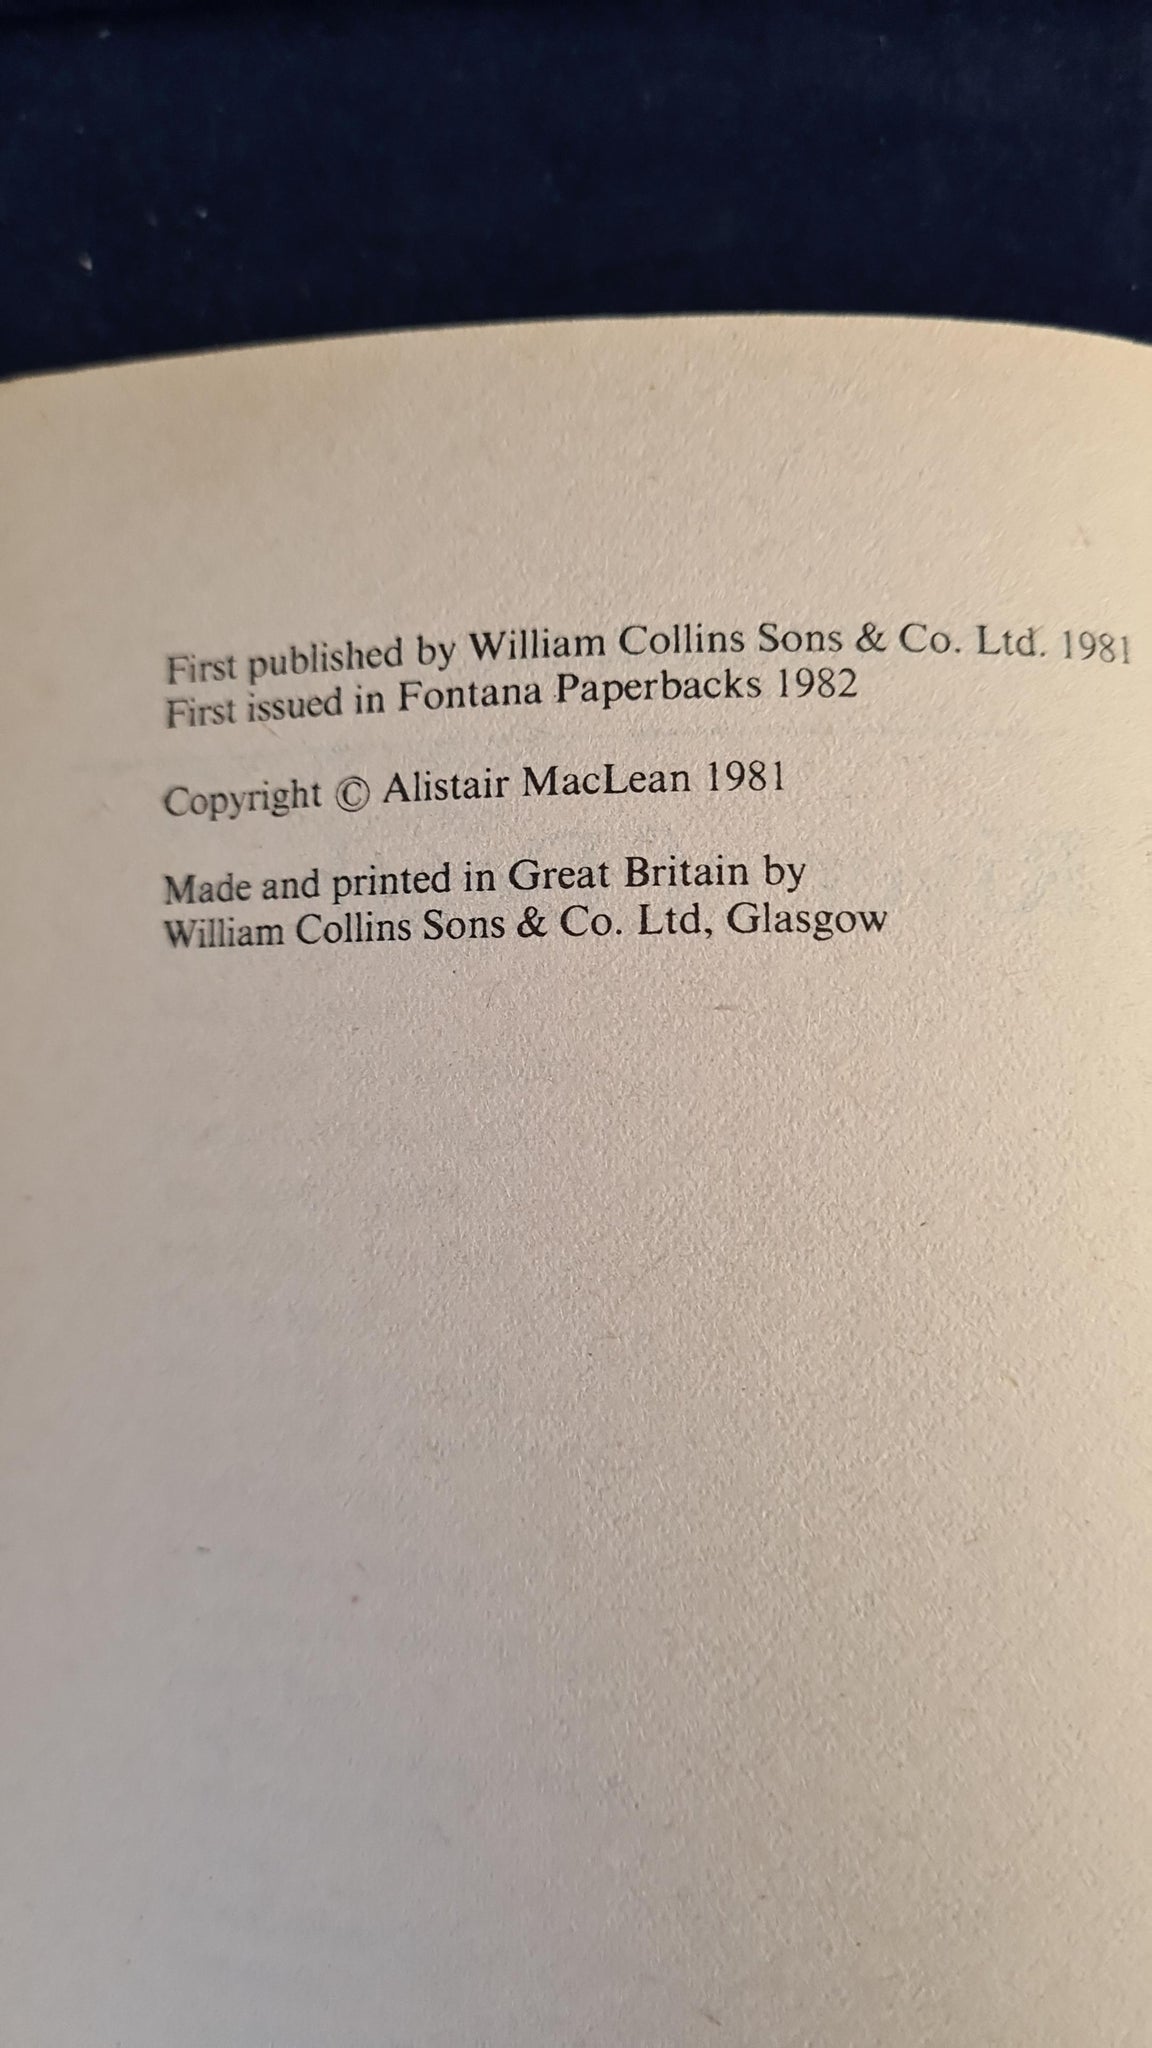 First published by William Collins Sons & Co. Ltd. 1981
First issued in Fontana Paperbacks 1982
Copyright © Alistair MacLean 1981
Made and printed in Great Britain by
William Collins Sons & Co. Ltd, Glasgow